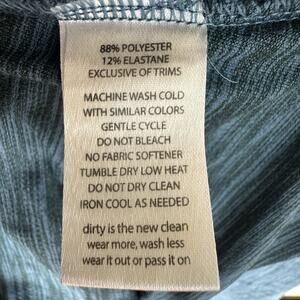 88% POLYESTER
12% ELASTANE
EXCLUSIVE OF TRIMS
MACHINE WASH COLD
WITH SIMILAR COLORS
GENTLE CYCLE
DO NOT BLEACH
NO FABRIC SOFTENER
TUMBLE DRY LOW HEAT
DO NOT DRY CLEAN
IRON COOL AS NEEDED
dirty is the new clean
wear more, wash less
wear it out or pass it on